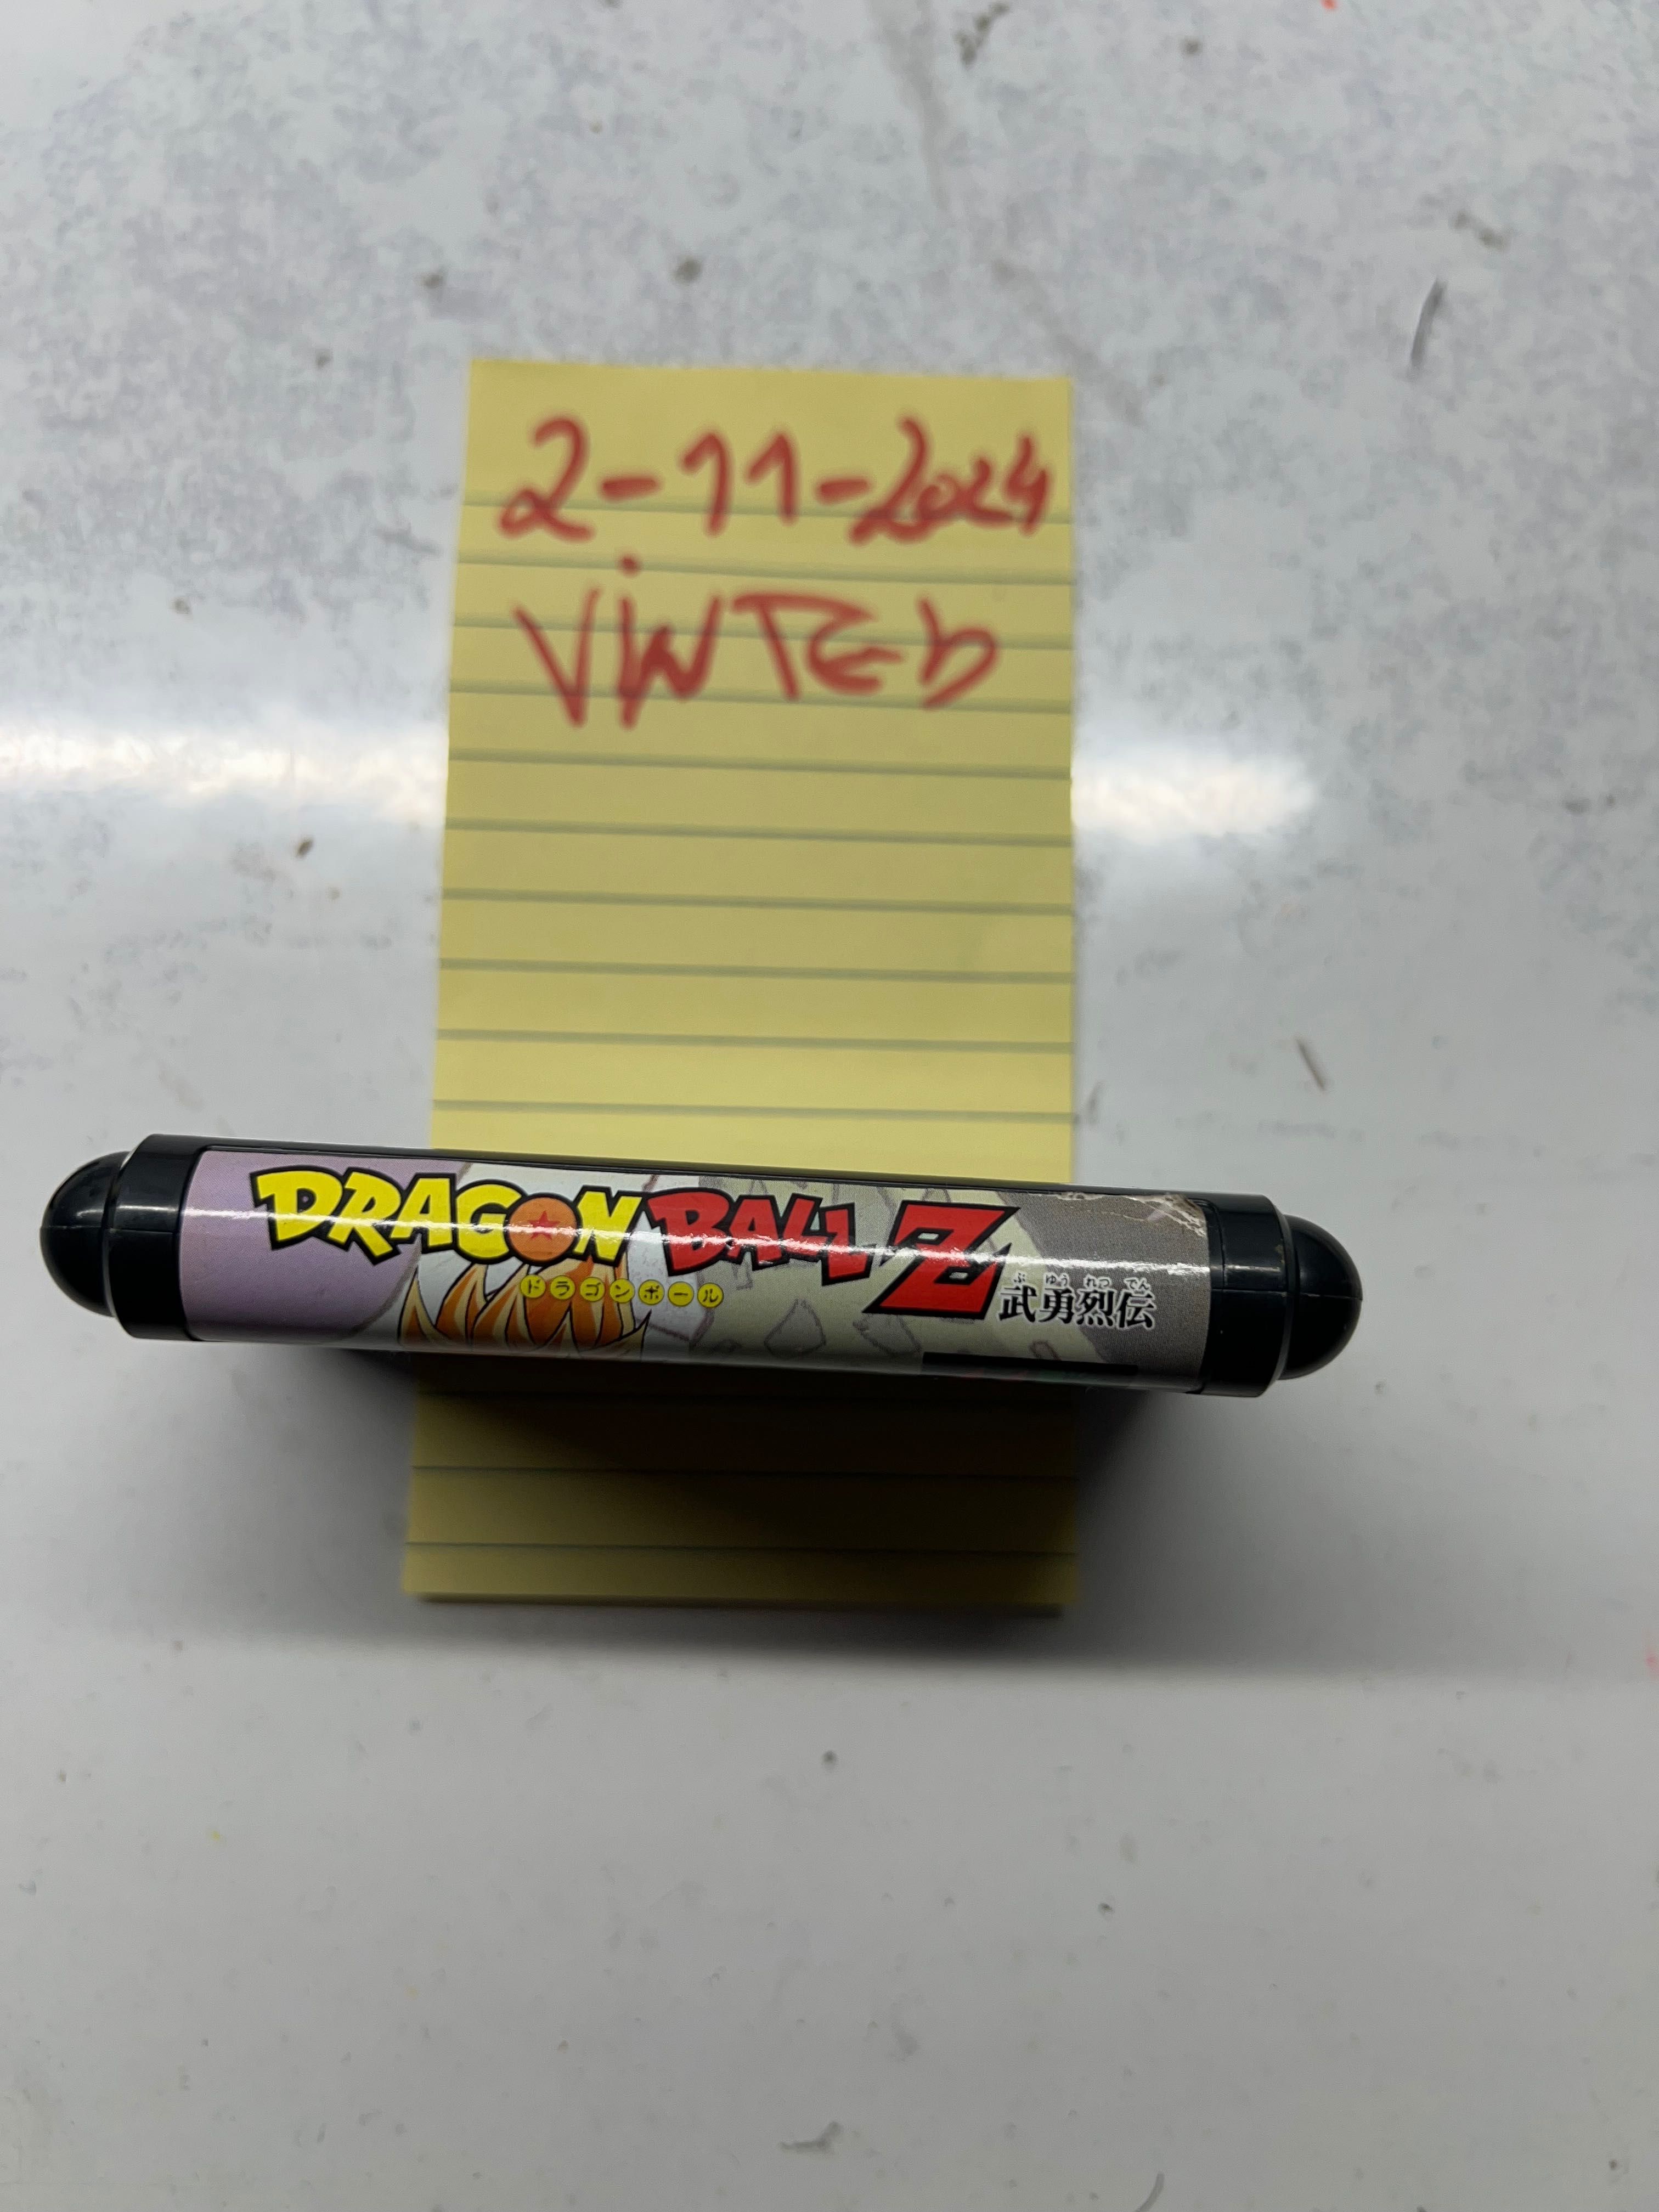 2-11-2024
ViNTED
DRAGON BALL Z
ドラゴンボール
ぶ ゆう れつ でん
武勇烈伝